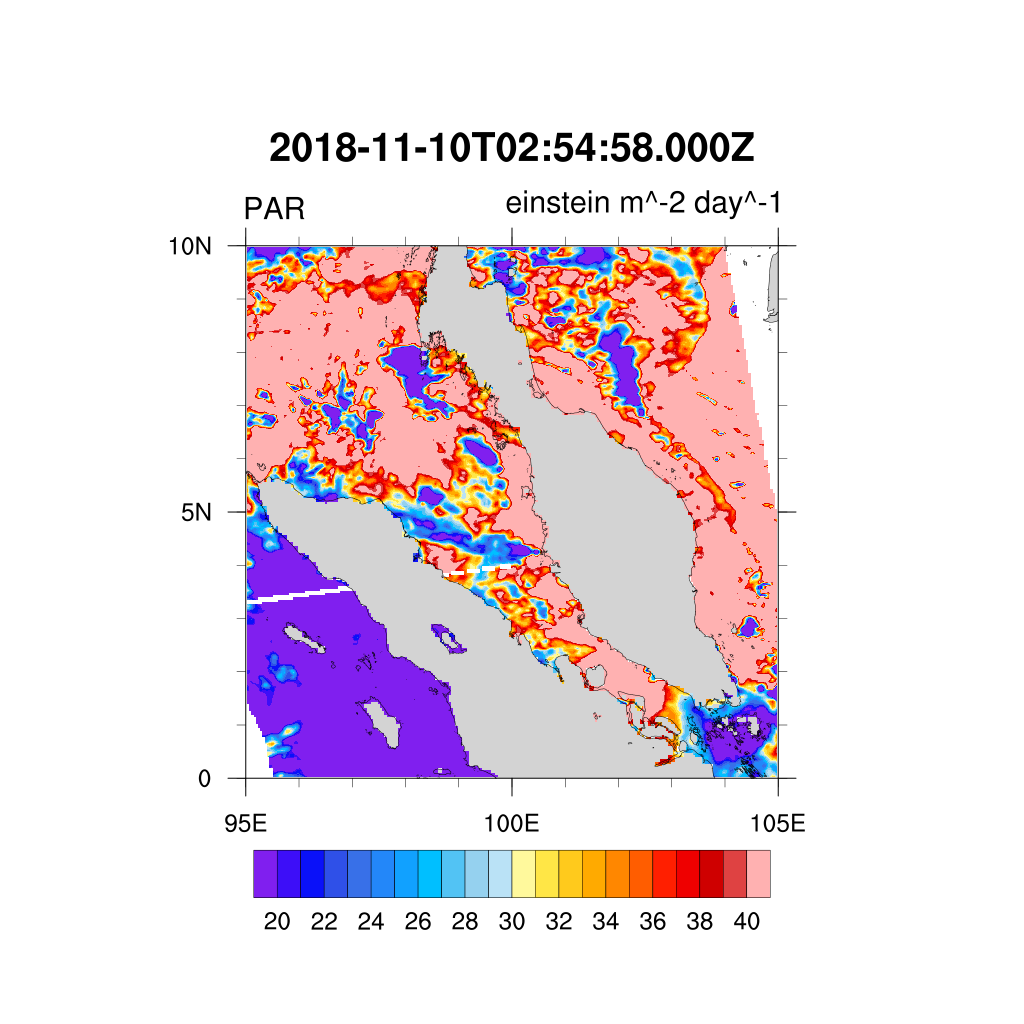 2018-11-10T02:54:58.000Z
PAR einstein m^-2 day^-1
10N
5N
0
95E 100E 105E
20 22 24 26 28 30 32 34 36 38 40